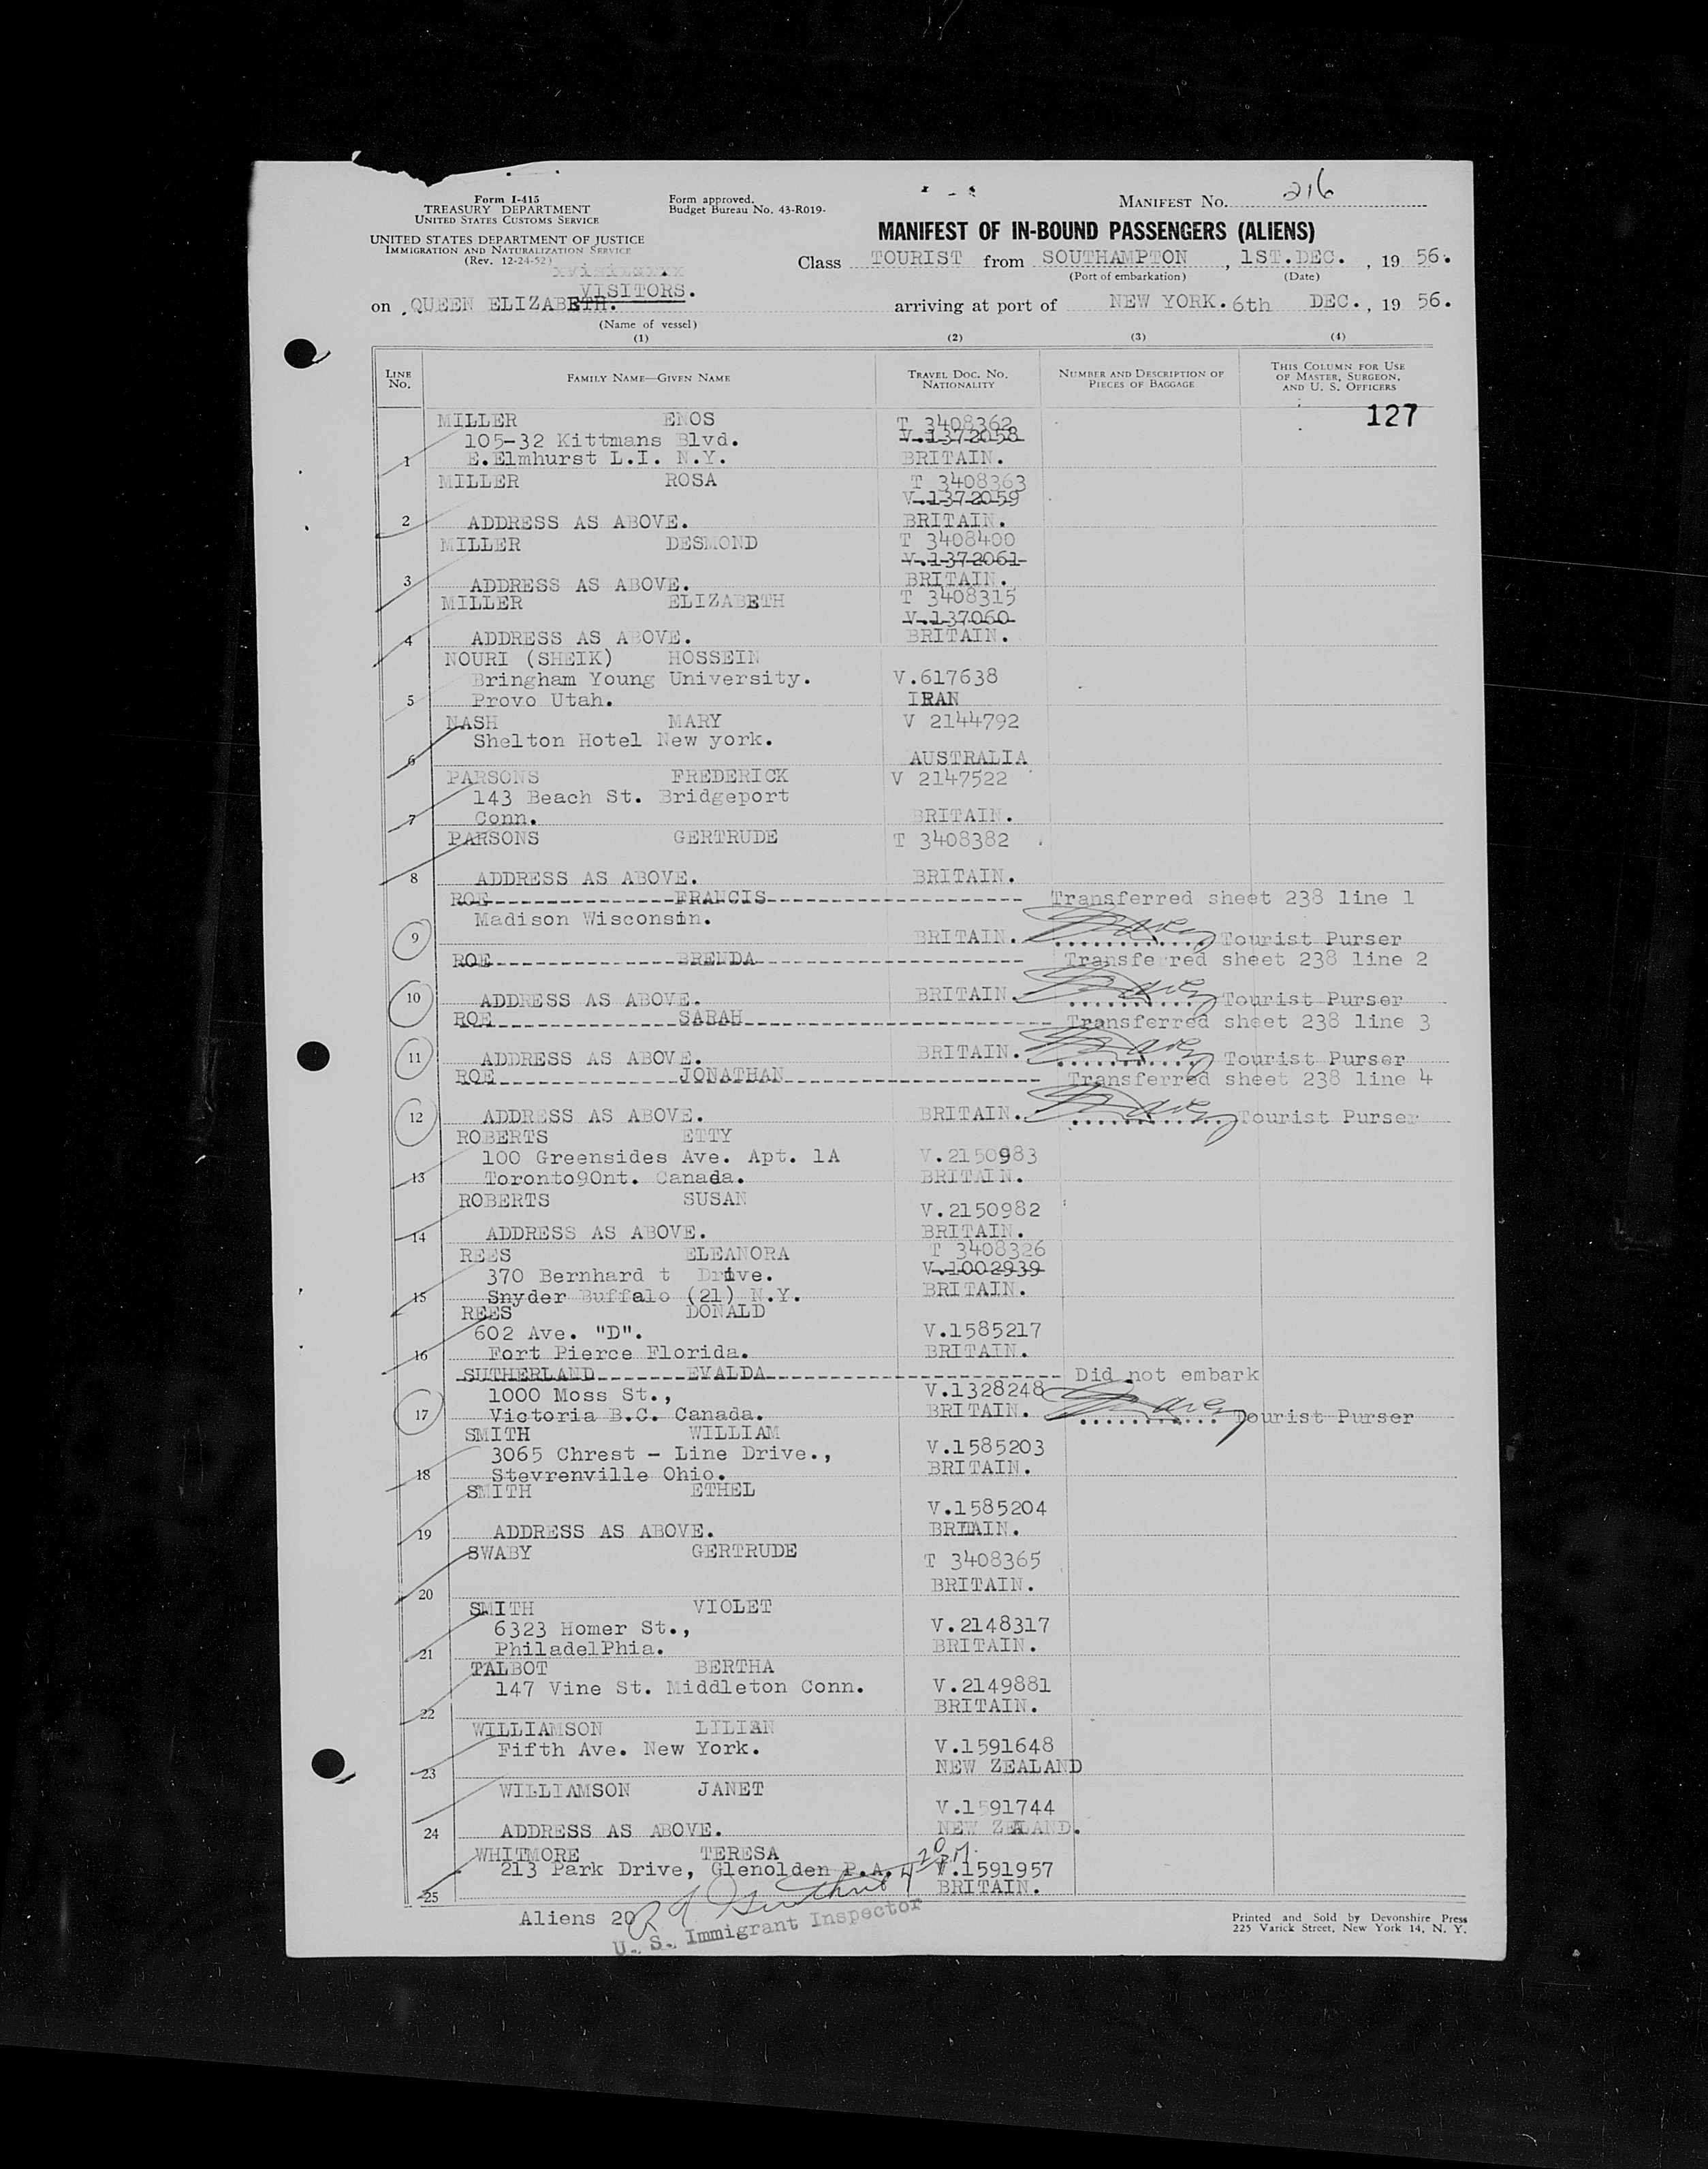 Form I-415
TREASURY DEPARTMENT
UNITED STATES CUSTOMS SERVICE
Form approved.
Budget Bureau No. 43-R019-
MANIFEST NO. 216
UNITED STATES DEPARTMENT OF JUSTICE
IMMIGRATION AND NATURALIZATION SERVICE
(Rev. 12-24-52)
MANIFEST OF IN-BOUND PASSENGERS (ALIENS)
Class TOURIST from SOUTHAMPTON, 1ST.DEC., 19 56.
(Port of embarkation) (Date)
VISITORS.
on QUEEN ELIZABETH. arriving at port of NEW YORK. 6th DEC., 19 56.
(Name of vessel)
(1) (2) (3) (4)
LINE NO. FAMILY NAME—GIVEN NAME TRAVEL DOC. NO. NATIONALITY NUMBER AND DESCRIPTION OF PIECES OF BAGGAGE THIS COLUMN FOR USE OF MASTER, SURGEON, AND U. S. OFFICERS
127
MILLER ENOS T 3408362
105-32 Kittmans Blvd. V.1372058
1 E.Elmhurst L.I. N.Y. BRITAIN.
MILLER ROSA T 3408363
V.1372059
2 ADDRESS AS ABOVE. BRITAIN.
MILLER DESMOND T 3408400
V.1372061
3 ADDRESS AS ABOVE. BRITAIN.
MILLER ELIZABETH T 3408315
V.137060
4 ADDRESS AS ABOVE. BRITAIN.
NOURI (SHEIK) HOSSEIN
Bringham Young University. V.617638
5 Provo Utah. IRAN
NASH MARY V 2144792
Shelton Hotel New york.
6 AUSTRALIA
PARSONS FREDERICK V 2147522
143 Beach St. Bridgeport
7 Conn. BRITAIN.
PARSONS GERTRUDE T 3408382
8 ADDRESS AS ABOVE. BRITAIN.
ROE FRANCIS Transferred sheet 238 line 1
Madison Wisconsin.
9 BRITAIN. Tourist Purser
ROE BRENDA Transfe red sheet 238 line 2
10 ADDRESS AS ABOVE. BRITAIN. Tourist Purser
ROE SARAH Transferred sheet 238 line 3
11 ADDRESS AS ABOVE. BRITAIN. Tourist Purser
ROE JONATHAN Transferred sheet 238 line 4
12 ADDRESS AS ABOVE. BRITAIN. Tourist Purser
ROBERTS ETTY
100 Greensides Ave. Apt. 1A V.2150983
13 Toronto9Ont. Canada. BRITAIN.
ROBERTS SUSAN
V.2150982
14 ADDRESS AS ABOVE. BRITAIN.
REES ELEANORA T 3408326
370 Bernhard t Drive. V.1002939
15 Snyder Buffalo (21) N.Y. BRITAIN.
REES DONALD
602 Ave. "D". V.1585217
16 Fort Pierce Florida. BRITAIN.
SUTHERLAND EVALDA Did not embark
1000 Moss St., V.1328248
17 Victoria B.C. Canada. BRITAIN. Tourist Purser
SMITH WILLIAM
3065 Chrest - Line Drive., V.1585203
18 Stevrenville Ohio. BRITAIN.
SMITH ETHEL
V.1585204
19 ADDRESS AS ABOVE. BRITAIN.
SWABY GERTRUDE T 3408365
20 BRITAIN.
SMITH VIOLET
6323 Homer St., V.2148317
21 PhiladelPhia. BRITAIN.
TALBOT BERTHA
147 Vine St. Middleton Conn. V.2149881
22 BRITAIN.
WILLIAMSON LILIAN
Fifth Ave. New York. V.1591648
23 NEW ZEALAND
WILLIAMSON JANET
V.1591744
24 ADDRESS AS ABOVE. NEW ZEALAND.
WHITMORE TERESA
213 Park Drive, Glenolden P.A. V.1591957
25 BRITAIN.
Aliens 20
U. S. Immigrant Inspector
Printed and Sold by Devonshire Press
225 Varick Street, New York 14, N. Y.